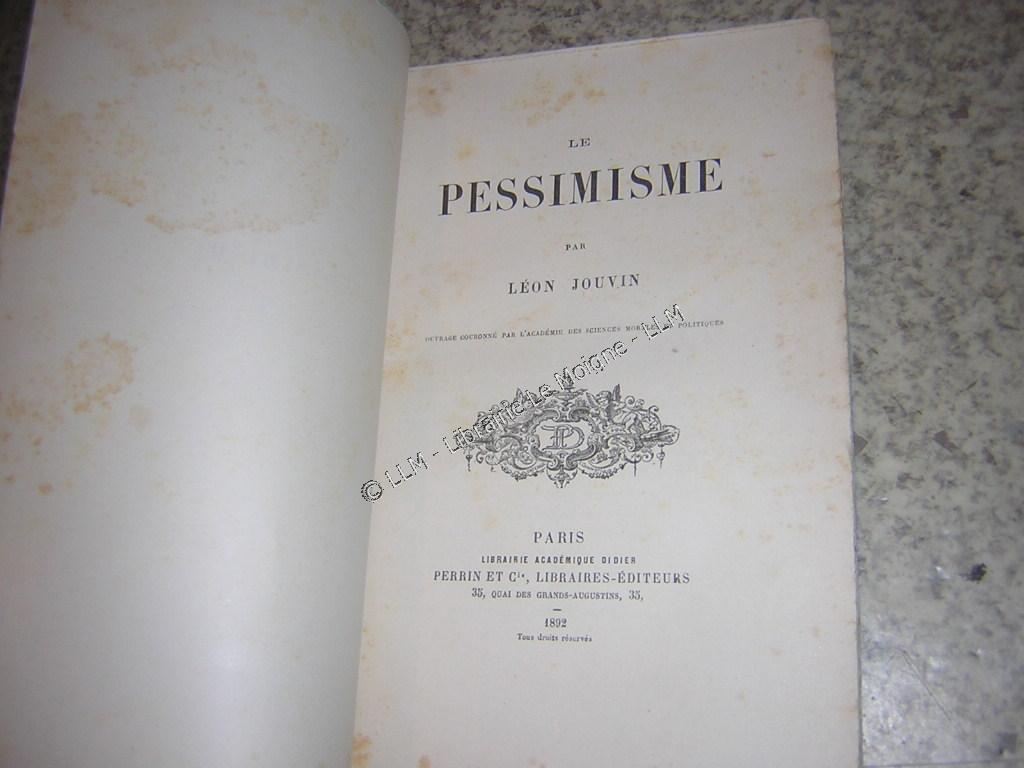 LE
PESSIMISME
PAR
LÉON JOUVIN
OUVRAGE COURONNÉ PAR L'ACADÉMIE DES SCIENCES MORALES ET POLITIQUES
© LLM - Librairie Le Moigne - LLM
PARIS
LIBRAIRIE ACADÉMIQUE DIDIER
PERRIN ET Cie, LIBRAIRES-ÉDITEURS
35, QUAI DES GRANDS-AUGUSTINS, 35,
1892
Tous droits réservés